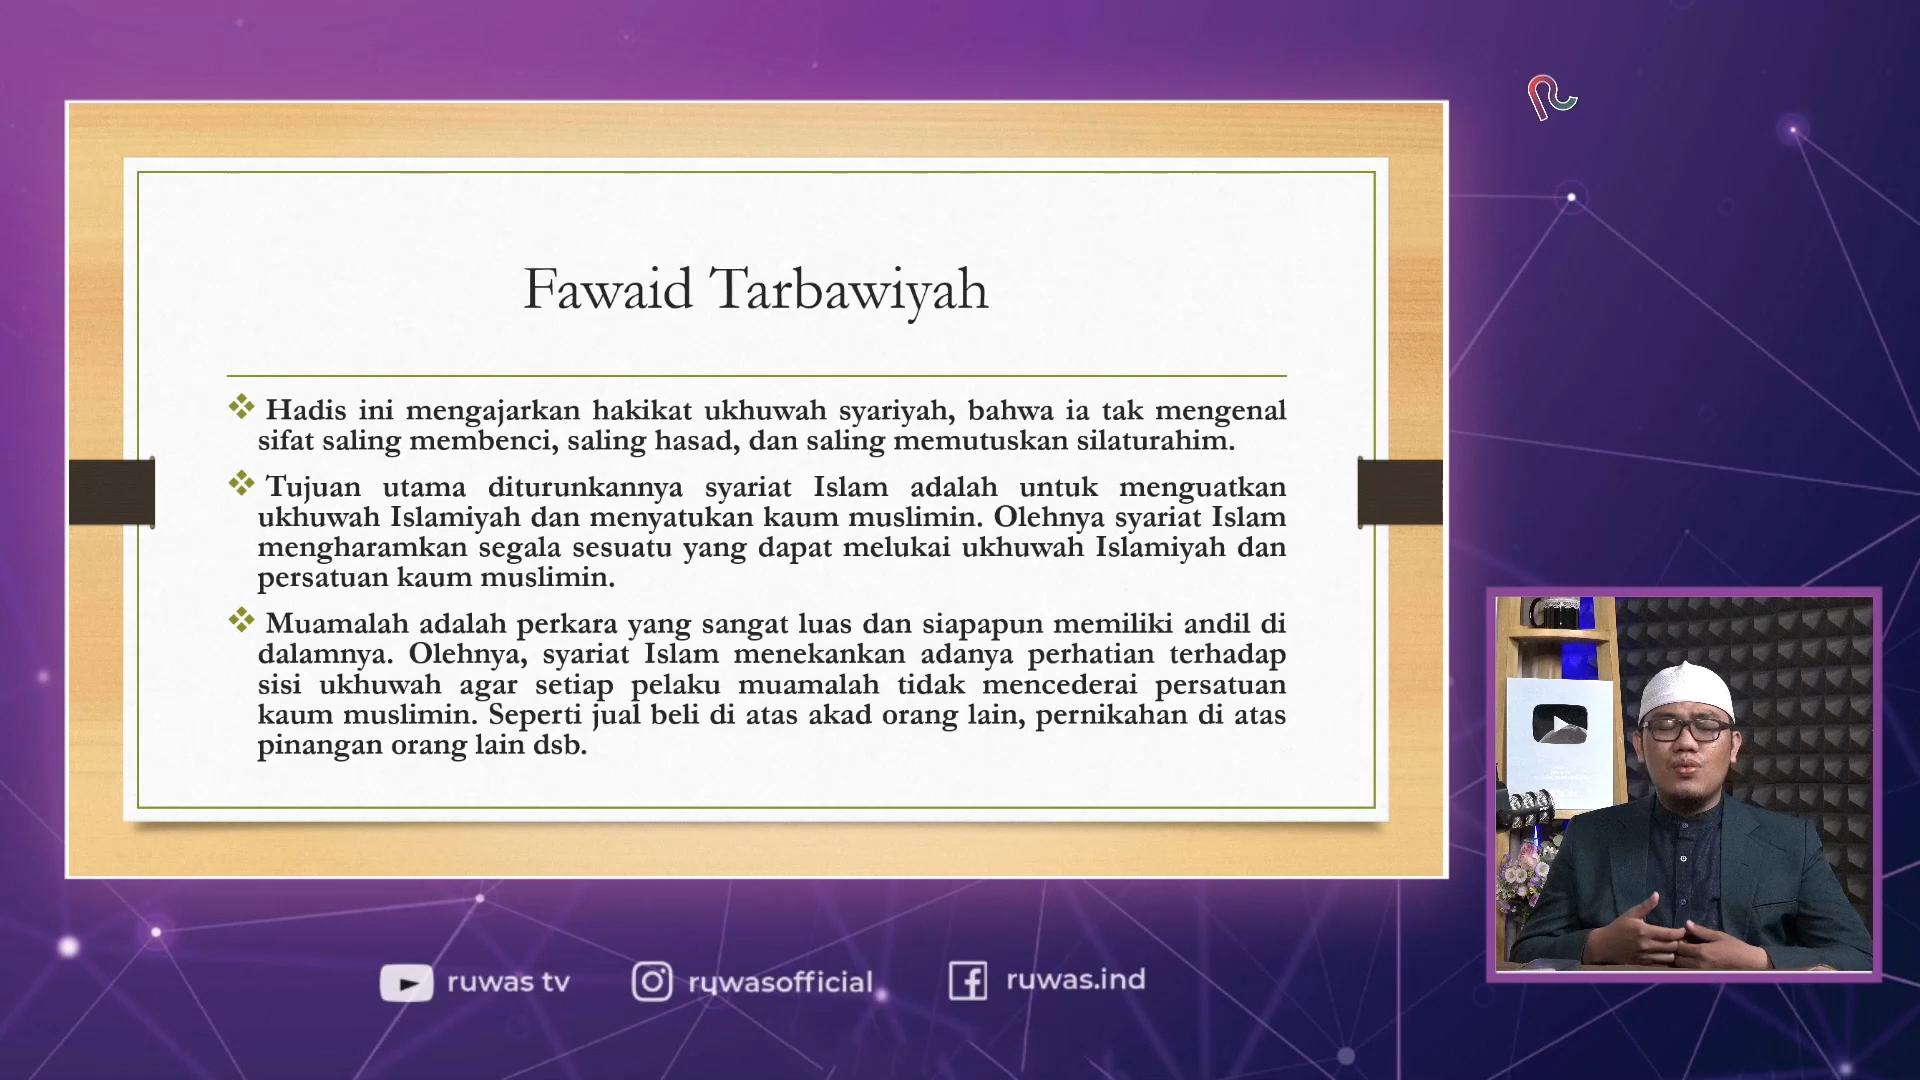 Fawaid Tarbawiyah
Hadis ini mengajarkan hakikat ukhuwah syariyah, bahwa ia tak mengenal
sifat saling membenci, saling hasad, dan saling memutuskan silaturahim.
Tujuan utama diturunkannya syariat Islam adalah untuk menguatkan
ukhuwah Islamiyah dan menyatukan kaum muslimin. Olehnya syariat Islam
mengharamkan segala sesuatu yang dapat melukai ukhuwah Islamiyah dan
persatuan kaum muslimin.
Muamalah adalah perkara yang sangat luas dan siapapun memiliki andil di
dalamnya. Olehnya, syariat Islam menekankan adanya perhatian terhadap
sisi ukhuwah agar setiap pelaku muamalah tidak mencederai persatuan
kaum muslimin. Seperti jual beli di atas akad orang lain, pernikahan di atas
pinangan orang lain dsb.
ruwas tv
ruwasofficial
ruwas.ind